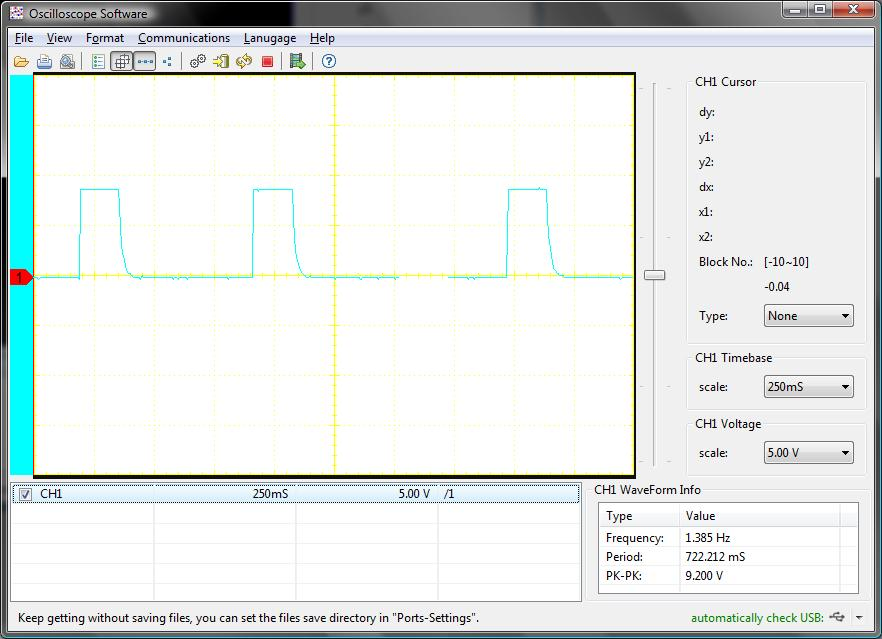 Oscilloscope Software
File View Format Communications Lanugage Help
CH1 Cursor
dy:
y1:
y2:
dx:
x1:
x2:
Block No.: [-10~10]
-0.04
Type: None
1
CH1 Timebase
scale: 250mS
CH1 Voltage
scale: 5.00 V
CH1 250mS 5.00 V /1
CH1 WaveForm Info
Type Value
Frequency: 1.385 Hz
Period: 722.212 mS
PK-PK: 9.200 V
Keep getting without saving files, you can set the files save directory in "Ports-Settings".
automatically check USB: